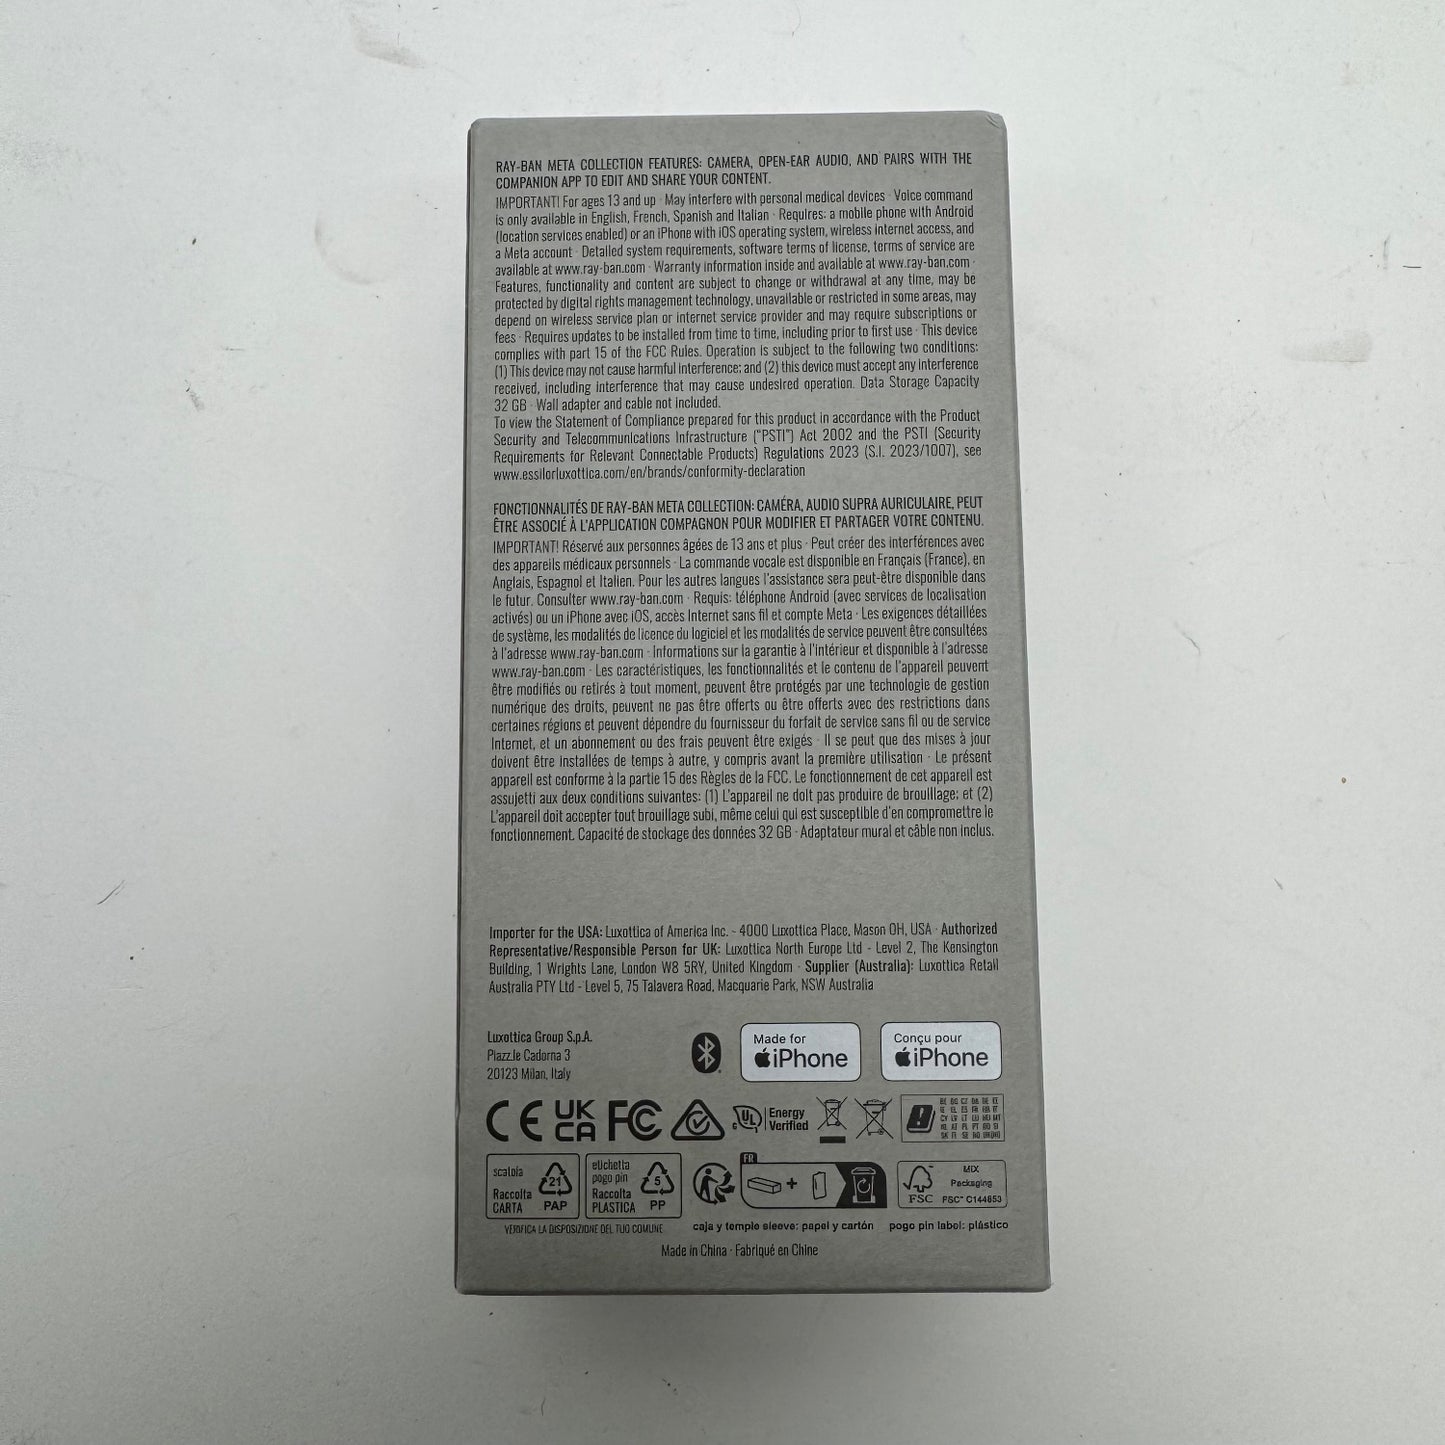 RAY-BAN META COLLECTION FEATURES: CAMERA, OPEN-EAR AUDIO, AND PAIRS WITH THE
COMPANION APP TO EDIT AND SHARE YOUR CONTENT.
IMPORTANT! For ages 13 and up · May interfere with personal medical devices · Voice command
is only available in English, French, Spanish and Italian · Requires: a mobile phone with Android
(location services enabled) or an iPhone with iOS operating system, wireless internet access, and
a Meta account · Detailed system requirements, software terms of license, terms of service are
available at www.ray-ban.com · Warranty information inside and available at www.ray-ban.com ·
Features, functionality and content are subject to change or withdrawal at any time, may be
protected by digital rights management technology, unavailable or restricted in some areas, may
depend on wireless service plan or internet service provider and may require subscriptions or
fees · Requires updates to be installed from time to time, including prior to first use · This device
complies with part 15 of the FCC Rules. Operation is subject to the following two conditions:
(1) This device may not cause harmful interference; and (2) this device must accept any interference
received, including interference that may cause undesired operation. Data Storage Capacity
32 GB · Wall adapter and cable not included.
To view the Statement of Compliance prepared for this product in accordance with the Product
Security and Telecommunications Infrastructure ("PSTI") Act 2002 and the PSTI (Security
Requirements for Relevant Connectable Products) Regulations 2023 (S.I. 2023/1007), see
www.essilorluxottica.com/en/brands/conformity-declaration
FONCTIONNALITÉS DE RAY-BAN META COLLECTION: CAMÉRA, AUDIO SUPRA AURICULAIRE, PEUT
ÊTRE ASSOCIÉ À L'APPLICATION COMPAGNON POUR MODIFIER ET PARTAGER VOTRE CONTENU.
IMPORTANT! Réservé aux personnes âgées de 13 ans et plus · Peut créer des interférences avec
des appareils médicaux personnels · La commande vocale est disponible en Français (France), en
Anglais, Espagnol et Italien. Pour les autres langues l'assistance sera peut-être disponible dans
le futur. Consulter www.ray-ban.com · Requis: téléphone Android (avec services de localisation
activés) ou un iPhone avec iOS, accès Internet sans fil et compte Meta · Les exigences détaillées
de système, les modalités de licence du logiciel et les modalités de service peuvent être consultées
à l'adresse www.ray-ban.com · Informations sur la garantie à l'intérieur et disponible à l'adresse
www.ray-ban.com · Les caractéristiques, les fonctionnalités et le contenu de l'appareil peuvent
être modifiés ou retirés à tout moment, peuvent être protégés par une technologie de gestion
numérique des droits, peuvent ne pas être offerts ou être offerts avec des restrictions dans
certaines régions et peuvent dépendre du fournisseur du forfait de service sans fil ou de service
Internet, et un abonnement ou des frais peuvent être exigés · Il se peut que des mises à jour
doivent être installées de temps à autre, y compris avant la première utilisation · Le présent
appareil est conforme à la partie 15 des Règles de la FCC. Le fonctionnement de cet appareil est
assujetti aux deux conditions suivantes: (1) L'appareil ne doit pas produire de brouillage; et (2)
L'appareil doit accepter tout brouillage subi, même celui qui est susceptible d'en compromettre le
fonctionnement. Capacité de stockage des données 32 GB · Adaptateur mural et câble non inclus.
Importer for the USA: Luxottica of America Inc. - 4000 Luxottica Place, Mason OH, USA · Authorized
Representative/Responsible Person for UK: Luxottica North Europe Ltd - Level 2, The Kensington
Building, 1 Wrights Lane, London W8 5RY, United Kingdom · Supplier (Australia): Luxottica Retail
Australia PTY Ltd - Level 5, 75 Talavera Road, Macquarie Park, NSW Australia
Luxottica Group S.p.A.
Piazz.le Cadorna 3
20123 Milan, Italy
Made for
iPhone
Conçu pour
iPhone
CE UK CA FC
c UL Energy
Verified
scatola
Raccolta
CARTA
21
PAP
etichetta
pogo pin
Raccolta
PLASTICA
5
PP
VERIFICA LA DISPOSIZIONE DEL TUO COMUNE
FR
+
FSC
MIX
Packaging
FSC™ C144853
caja y templo sleeve: papel y cartón pogo pin label: plástico
Made in China · Fabriqué en Chine